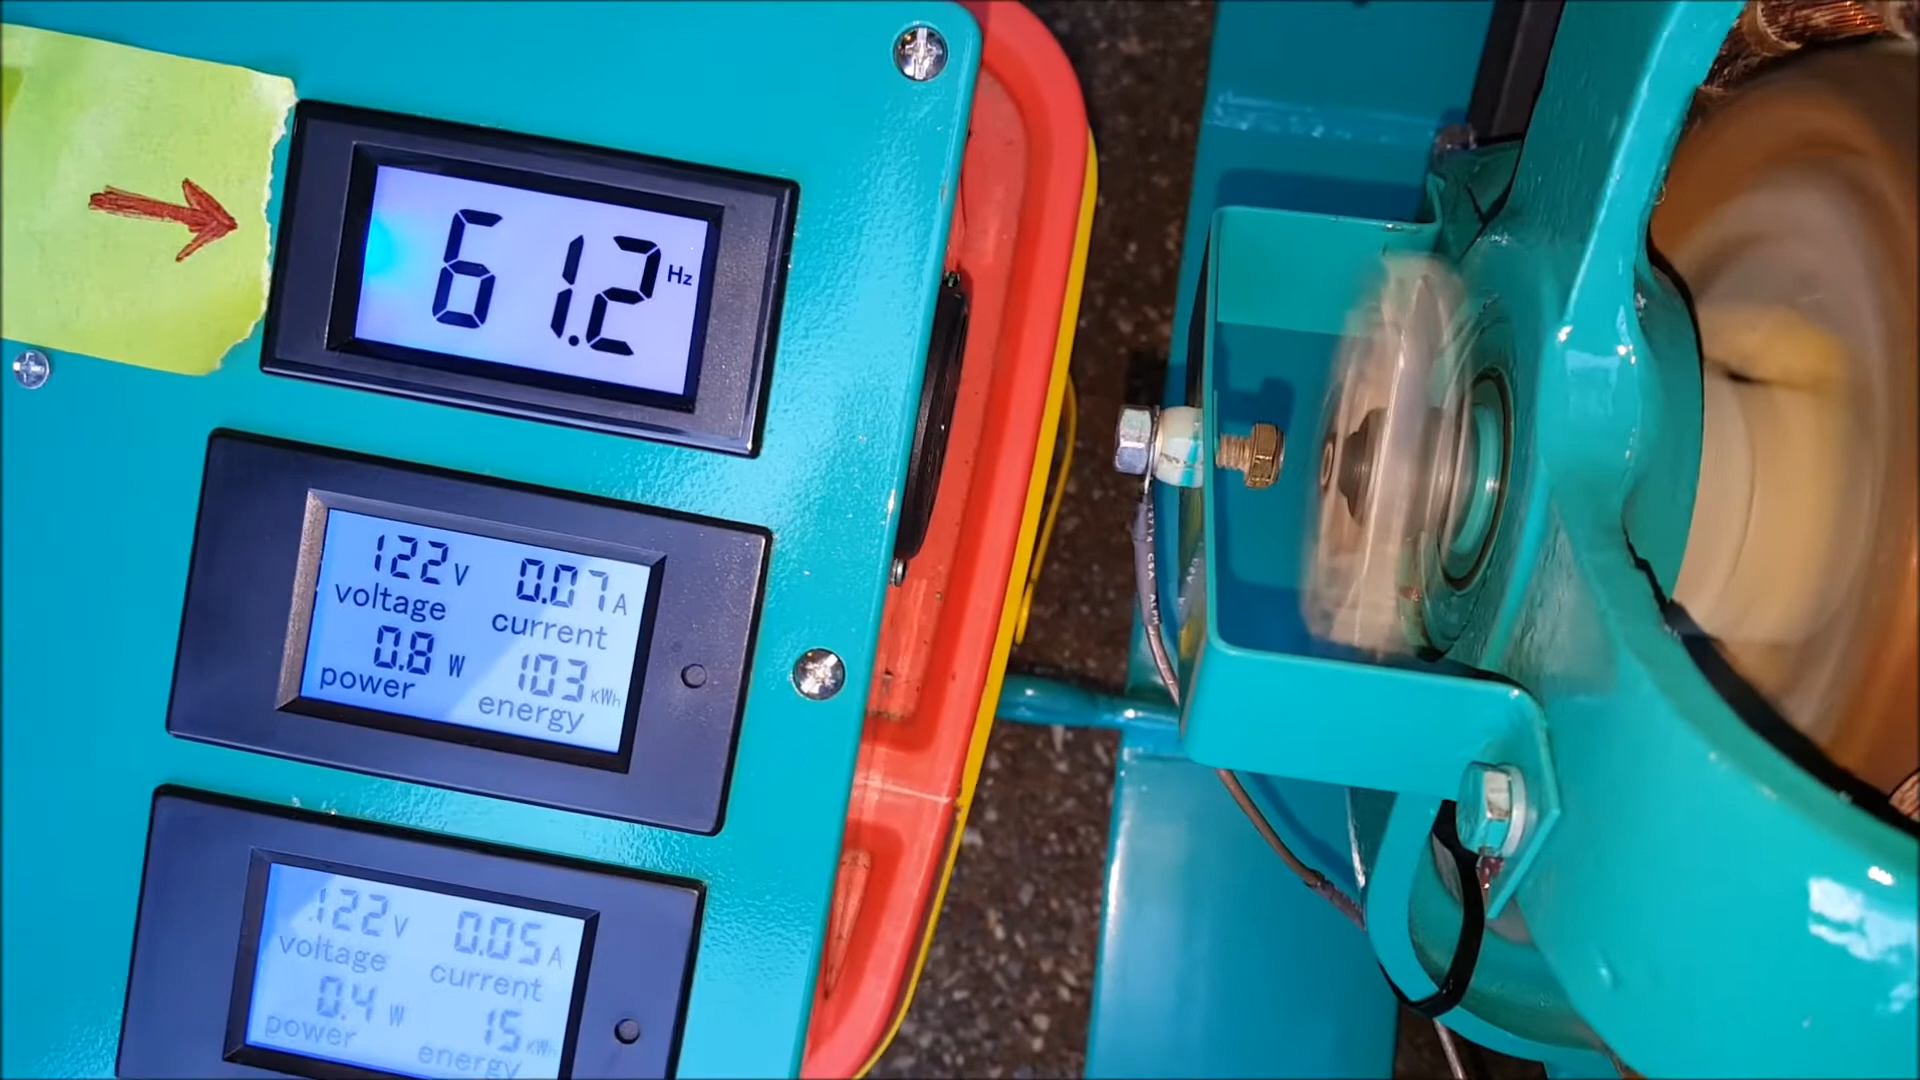 61.2 Hz
122 V 0.07 A
voltage current
0.8 W 103 KWh
power energy
122 V 0.05 A
voltage current
0.4 W 15 KWh
power energy